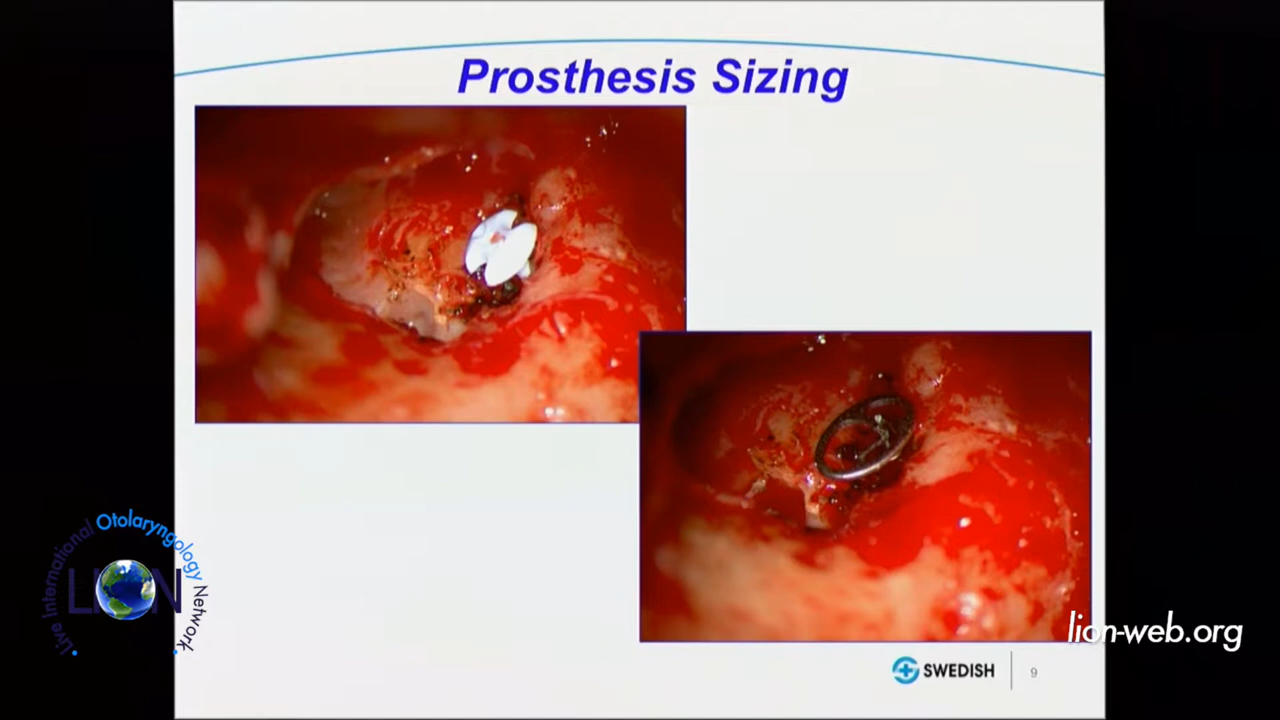 Prosthesis Sizing
Live International Otolaryngology Network
LION
lion-web.org
SWEDISH
9